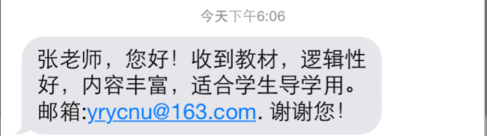 今天下午6:06
张老师，您好！收到教材，逻辑性
好，内容丰富，适合学生导学用。
邮箱:yrycnu@163.com. 谢谢您！